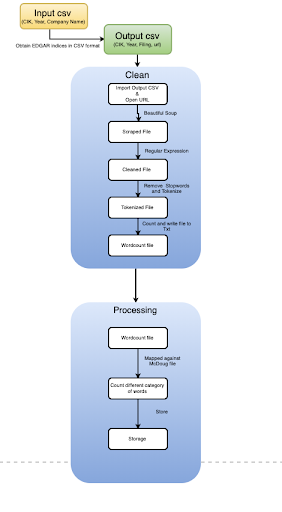 Input csv
(CIK, Year, Company Name)
Obtain EDGAR Indices in CSV format
Output csv
(CIK, Year, Filing, url)
Clean
Import Output CSV
&
Open URL
Beautiful Soup
Scraped File
Regular Expression
Cleaned File
Remove Stopwords
and Tokenize
Tokenized File
Count and write file to
Txt
Wordcount file
Processing
Wordcount file
Mapped against
McDoug file
Count different category
of words
Store
Storage